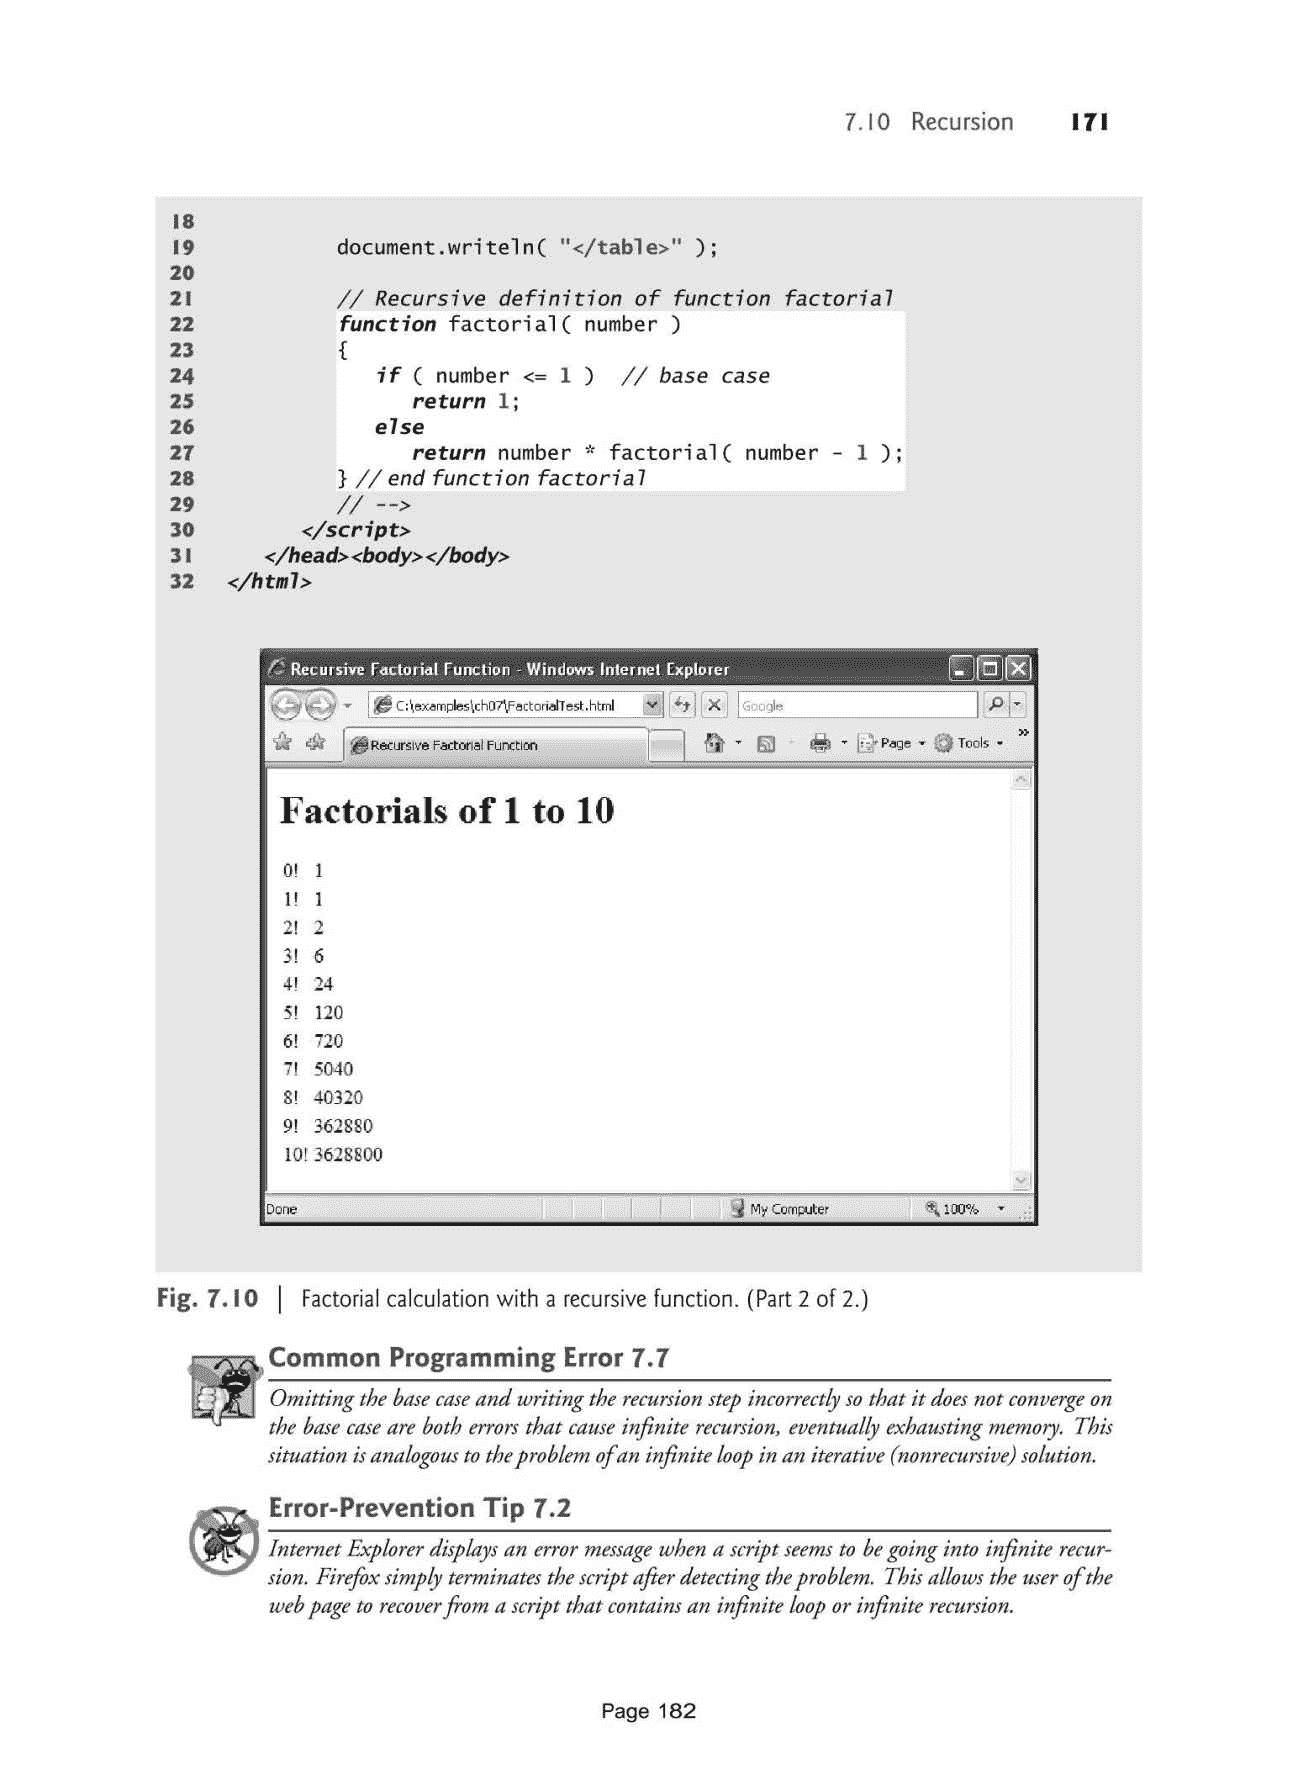 7.10 Recursion 171
18
19 document.writeln( "</table>" );
20
21 // Recursive definition of function factorial
22 function factorial( number )
23 {
24 if ( number <= 1 ) // base case
25 return 1;
26 else
27 return number * factorial( number - 1 );
28 } // end function factorial
29 // -->
30 </script>
31 </head><body></body>
32 </html>
Recursive Factorial Function - Windows Internet Explorer
C:\examples\ch07\FactorialTest.html Google
Recursive Factorial Function Page Tools »
Factorials of 1 to 10
0! 1
1! 1
2! 2
3! 6
4! 24
5! 120
6! 720
7! 5040
8! 40320
9! 362880
10! 3628800
Done My Computer 100%
Fig. 7.10 | Factorial calculation with a recursive function. (Part 2 of 2.)
Common Programming Error 7.7
Omitting the base case and writing the recursion step incorrectly so that it does not converge on
the base case are both errors that cause infinite recursion, eventually exhausting memory. This
situation is analogous to the problem of an infinite loop in an iterative (nonrecursive) solution.
Error-Prevention Tip 7.2
Internet Explorer displays an error message when a script seems to be going into infinite recur-
sion. Firefox simply terminates the script after detecting the problem. This allows the user of the
web page to recover from a script that contains an infinite loop or infinite recursion.
Page 182